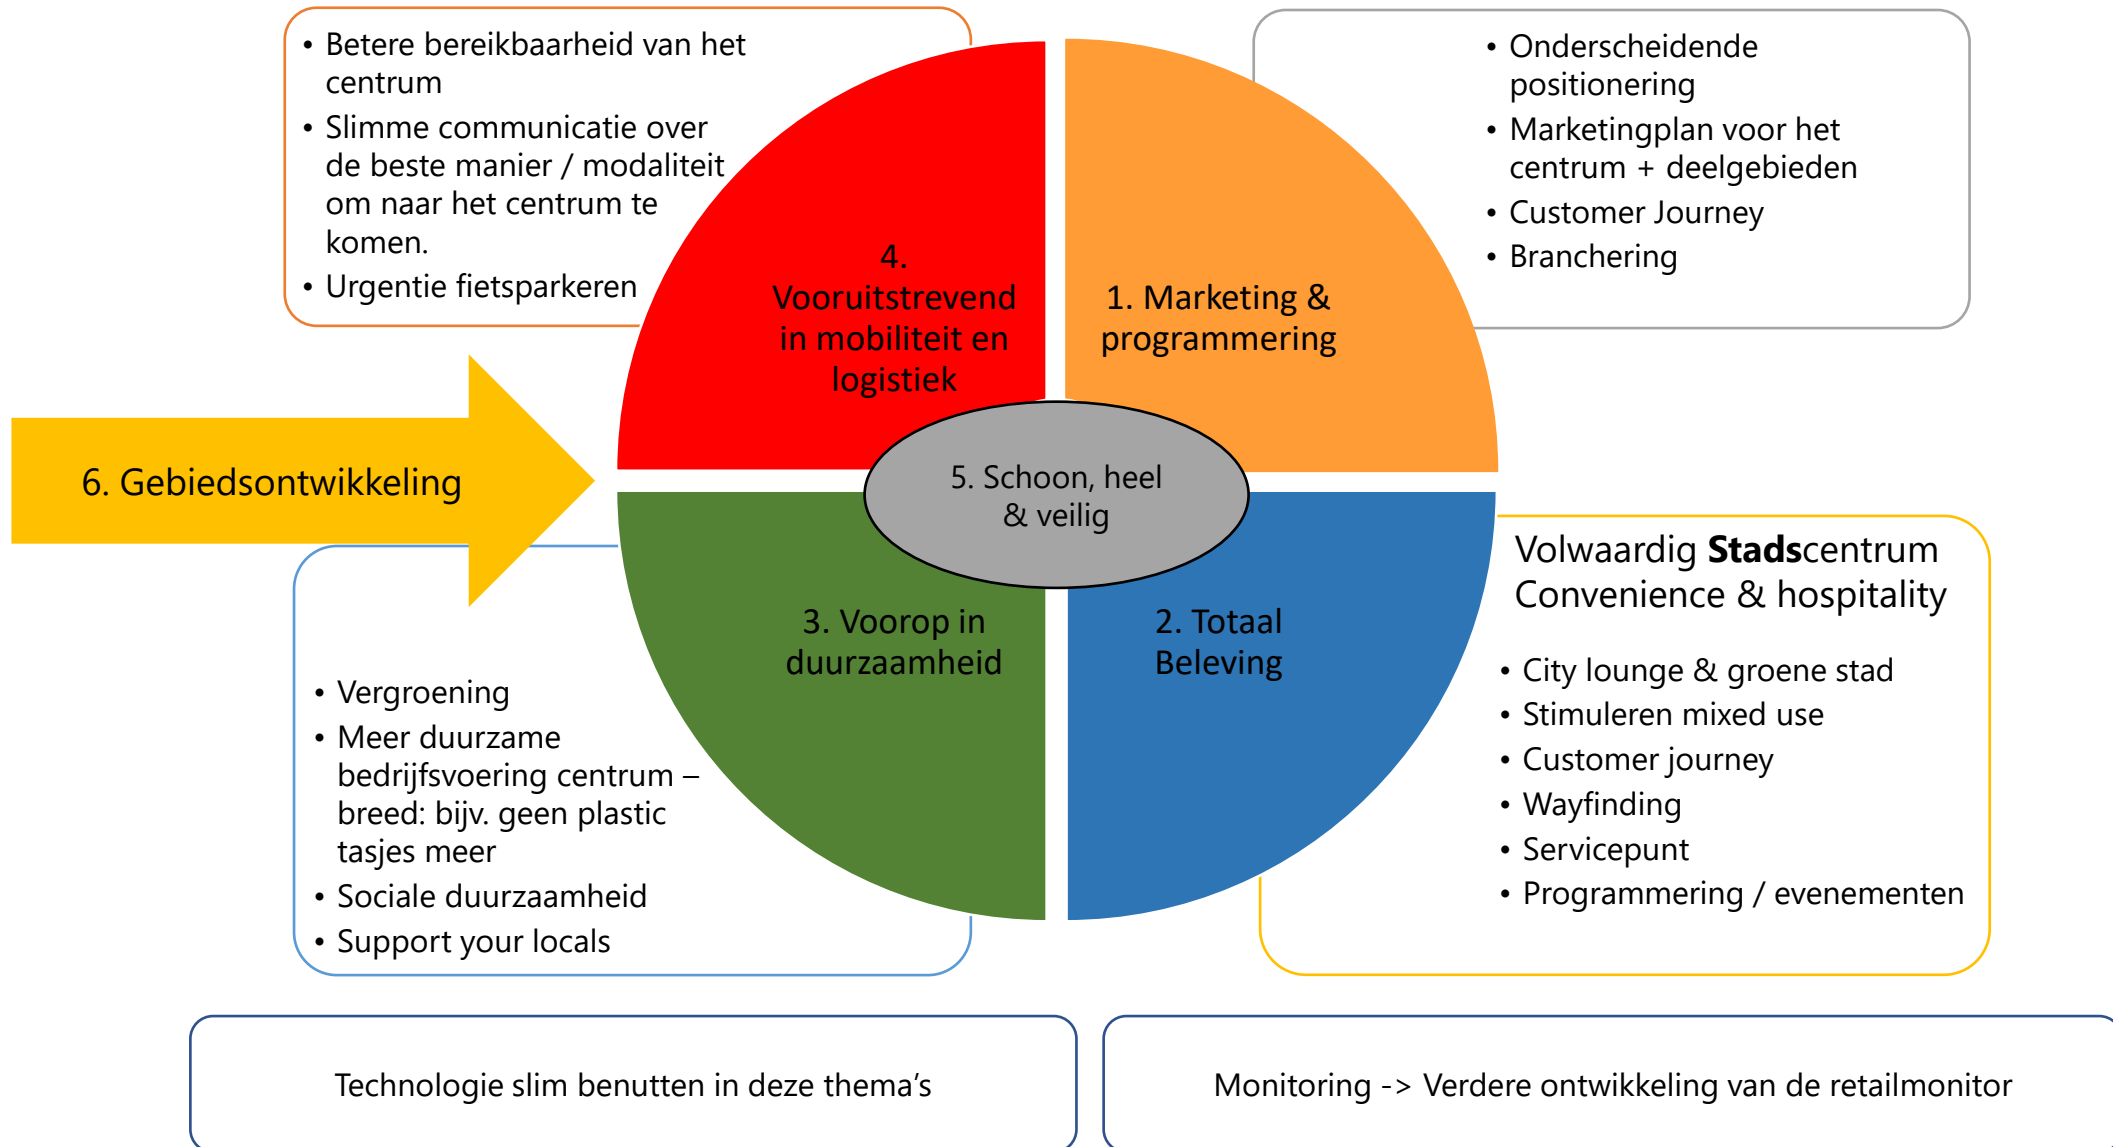 • Betere bereikbaarheid van het
centrum
• Slimme communicatie over
de beste manier / modaliteit
om naar het centrum te
komen.
• Urgentie fietsparkeren
• Onderscheidende
positionering
• Marketingplan voor het
centrum + deelgebieden
• Customer Journey
• Branchering
4.
Vooruitstrevend
in mobiliteit en
logistiek
1. Marketing &
programmering
6. Gebiedsontwikkeling
5. Schoon, heel
& veilig
3. Voorop in
duurzaamheid
2. Totaal
Beleving
• Vergroening
• Meer duurzame
bedrijfsvoering centrum –
breed: bijv. geen plastic
tasjes meer
• Sociale duurzaamheid
• Support your locals
Volwaardig Stadscentrum
Convenience & hospitality
• City lounge & groene stad
• Stimuleren mixed use
• Customer journey
• Wayfinding
• Servicepunt
• Programmering / evenementen
Technologie slim benutten in deze thema’s
Monitoring -> Verdere ontwikkeling van de retailmonitor